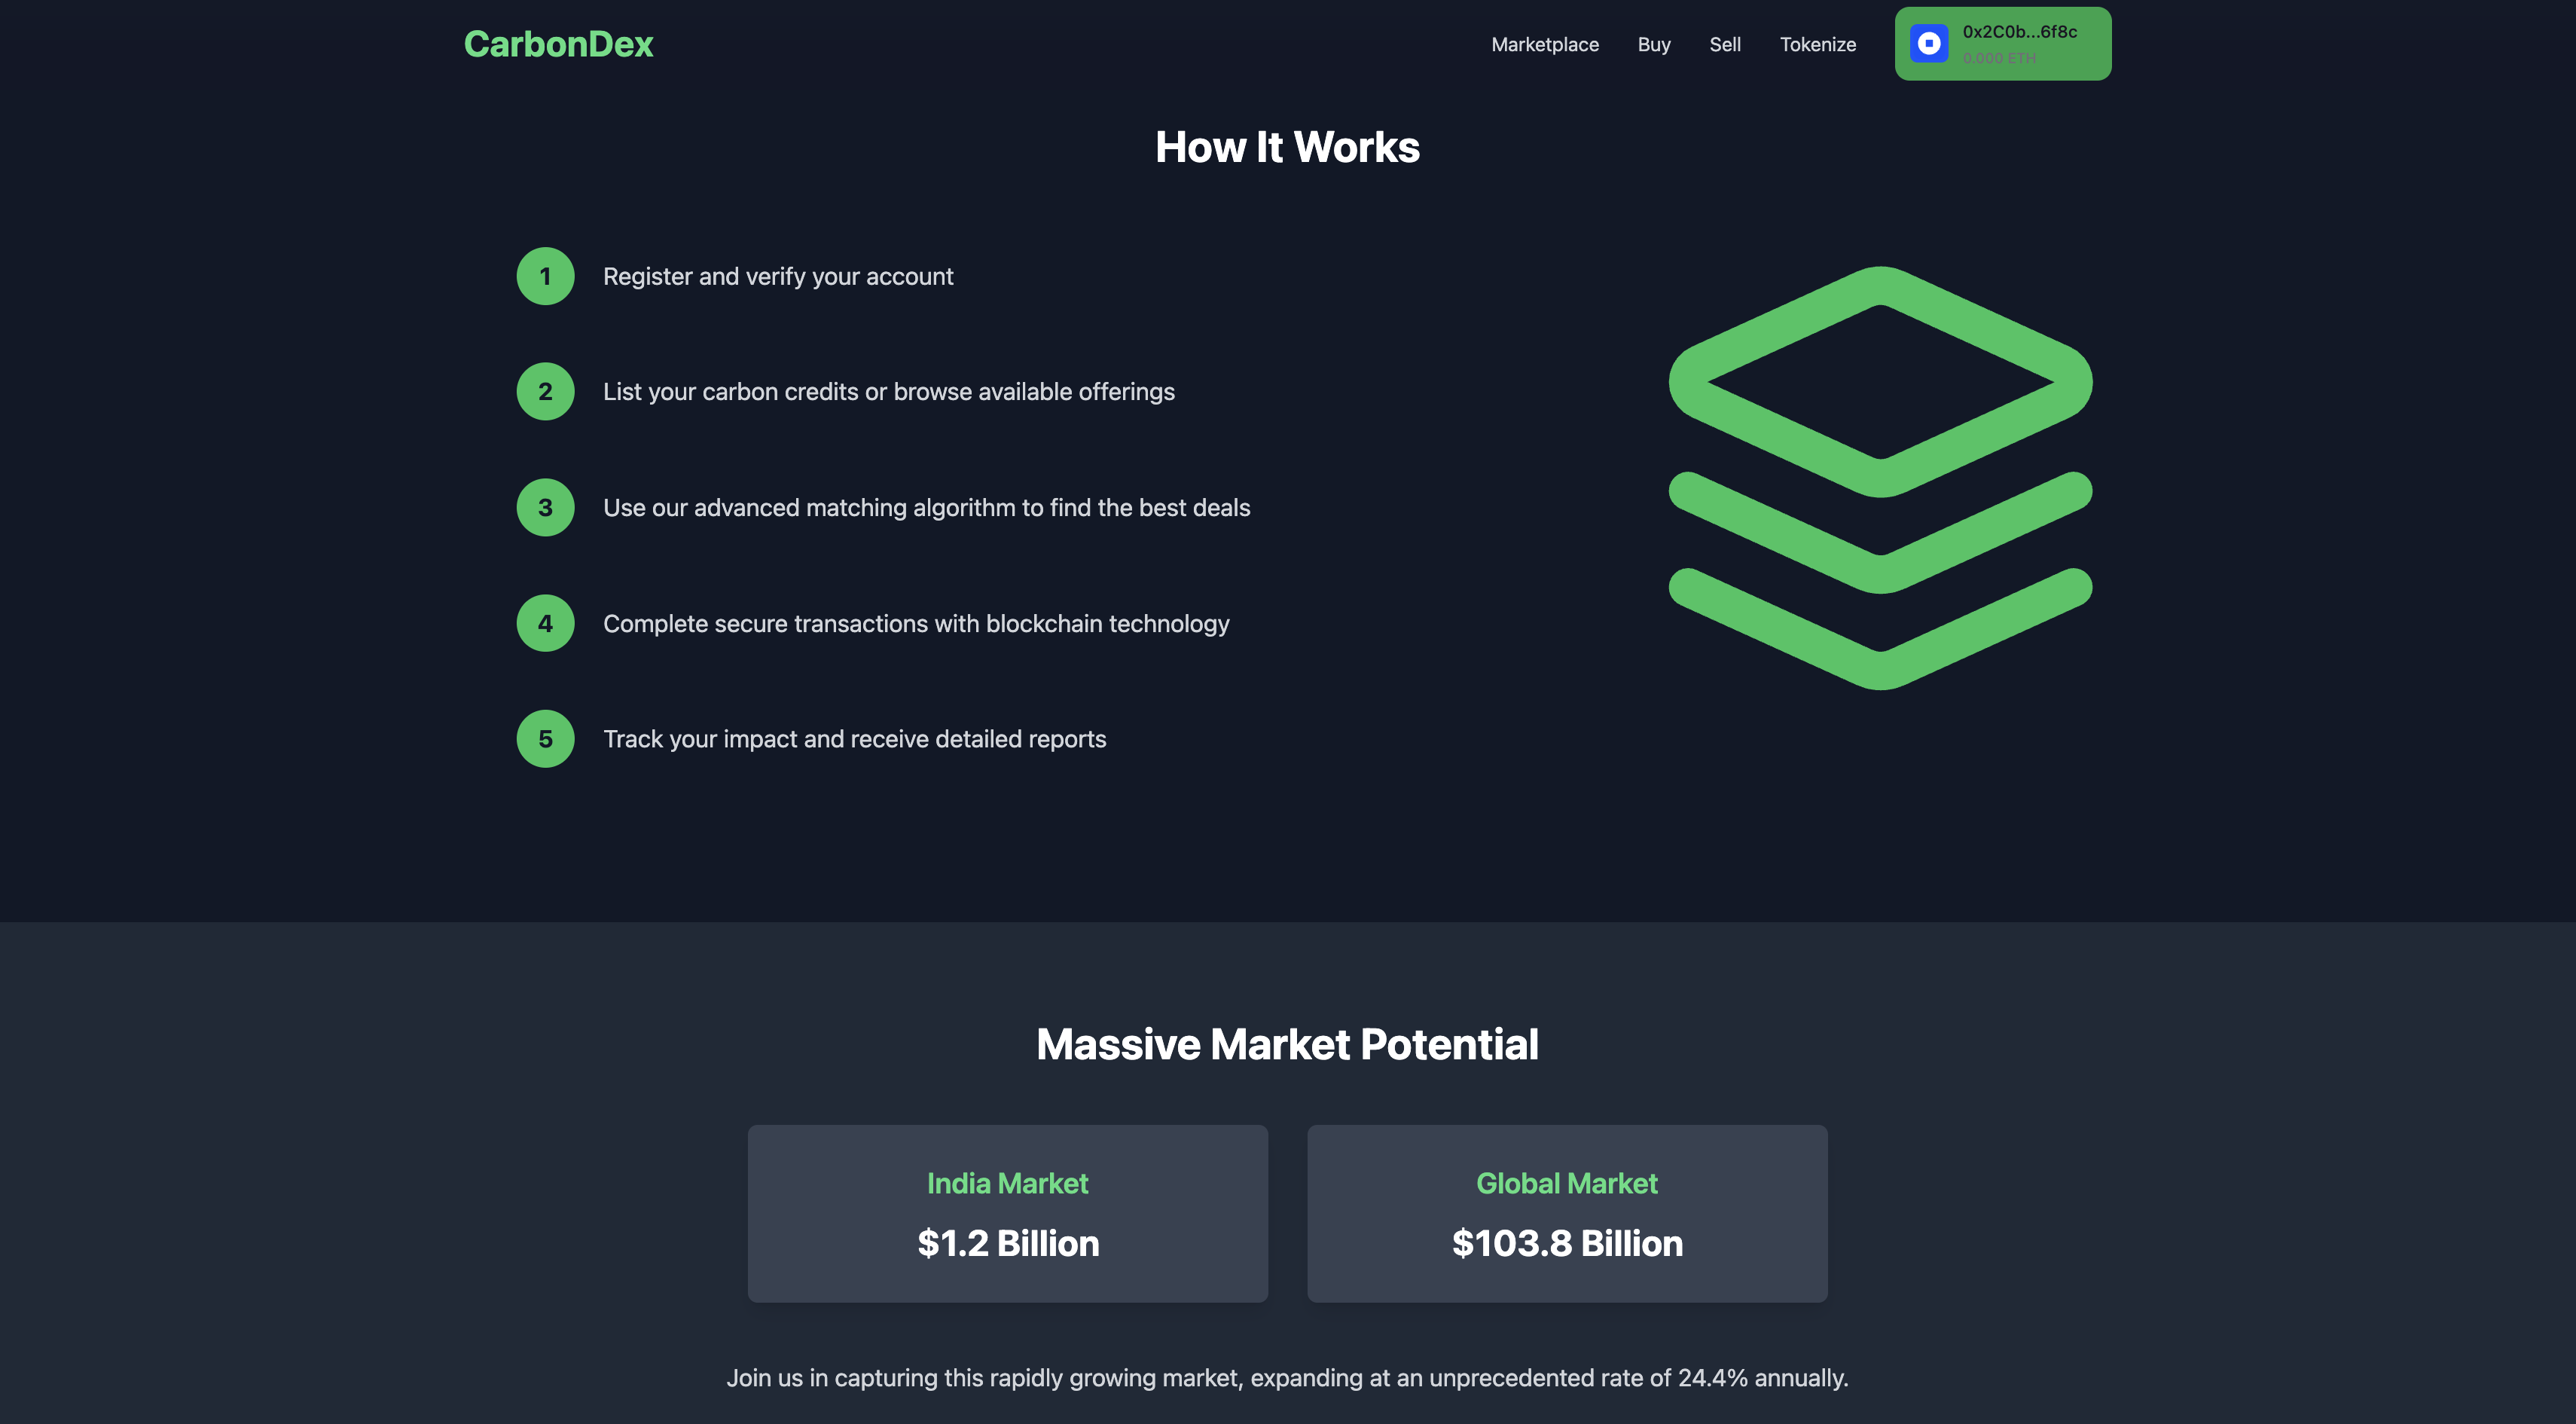 CarbonDex
Marketplace
Buy
Sell
Tokenize
0x2C0b...6f8c
0.000 ETH
How It Works
1 Register and verify your account
2 List your carbon credits or browse available offerings
3 Use our advanced matching algorithm to find the best deals
4 Complete secure transactions with blockchain technology
5 Track your impact and receive detailed reports
Massive Market Potential
India Market
$1.2 Billion
Global Market
$103.8 Billion
Join us in capturing this rapidly growing market, expanding at an unprecedented rate of 24.4% annually.